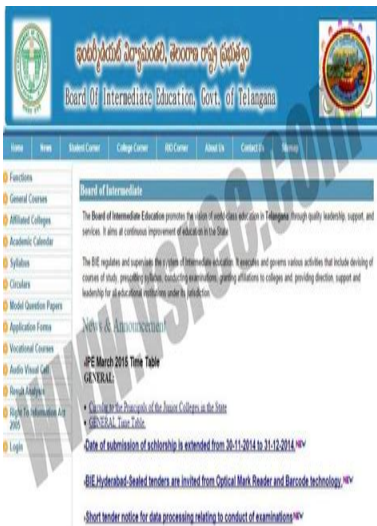 ఇంటర్మీడియట్ విద్యామండలి, తెలంగాణ రాష్ట్ర ప్రభుత్వం
Board Of Intermediate Education, Govt. of Telangana
Home News Student Corner College Corner RIO Corner About Us Contact Us Sitemap
Functions
General Courses
Affiliated Colleges
Academic Calendar
Syllabus
Circulars
Model Question Papers
Application Forms
Vocational Courses
Audio Visual Cell
Result Analysis
Right To Information Act
2005
Login
Board of Intermediate
The Board of Intermediate Education promotes the vision of world-class education in Telangana through quality leadership, support, and
services. It aims at continuous improvement of education in the State
The BIE regulates and supervises the system of Intermediate education. It executes and governs various activities that include devising of
courses of study, prescribing syllabus, conducting examinations, granting affiliations to colleges and, providing direction, support and
leadership for all educational institutions under its jurisdiction.
News & Announcement
IPE March 2015 Time Table
GENERAL:
Circular to the Principals of the Junior Colleges in the State
GENERAL Time Table.
Date of submission of schlorship is extended from 30-11-2014 to 31-12-2014. NEW
BIE,Hyderabad-Sealed tenders are invited from Optical Mark Reader and Barcode technology. NEW
Short tender notice for data processing relating to conduct of examinations NEW